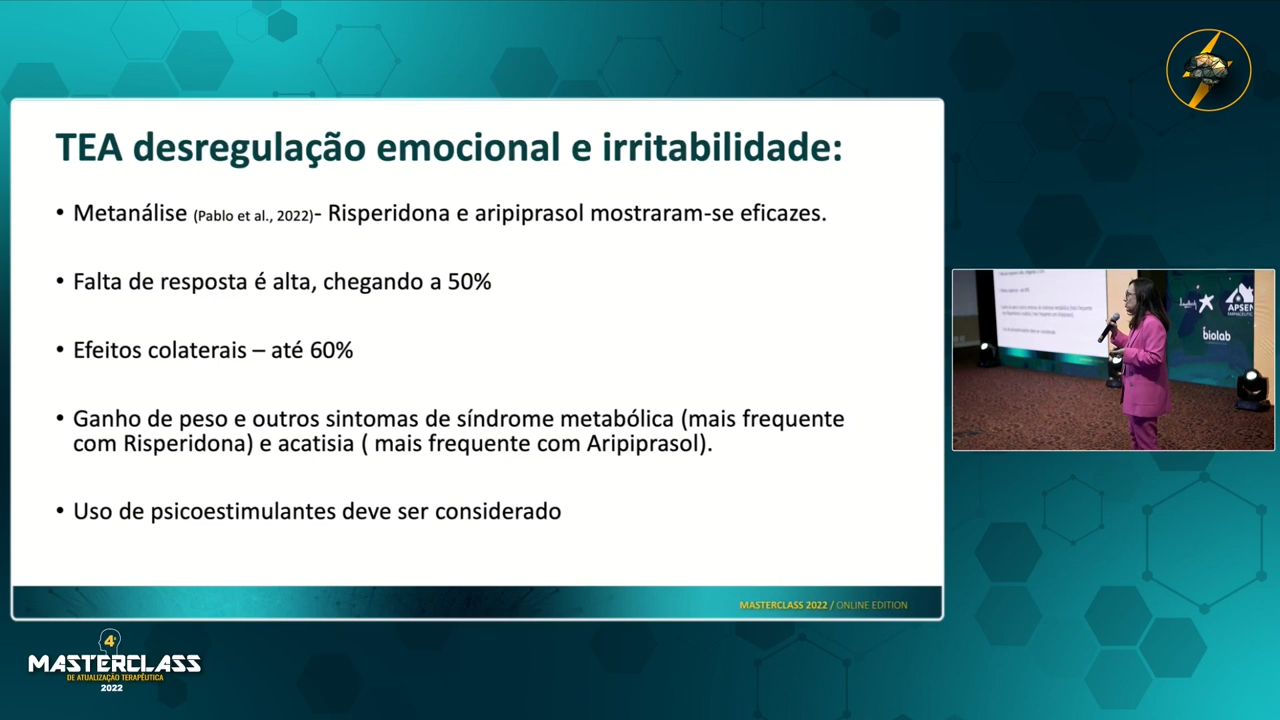 TEA desregulação emocional e irritabilidade:
• Metanálise (Pablo et al., 2022)- Risperidona e aripiprasol mostraram-se eficazes.
• Falta de resposta é alta, chegando a 50%
• Efeitos colaterais – até 60%
• Ganho de peso e outros sintomas de síndrome metabólica (mais frequente
com Risperidona) e acatisia ( mais frequente com Aripiprasol).
• Uso de psicoestimulantes deve ser considerado
MASTERCLASS 2022 / ONLINE EDITION
APSEN
biolab
4ª
MASTERCLASS
DE ATUALIZAÇÃO TERAPÊUTICA
2022